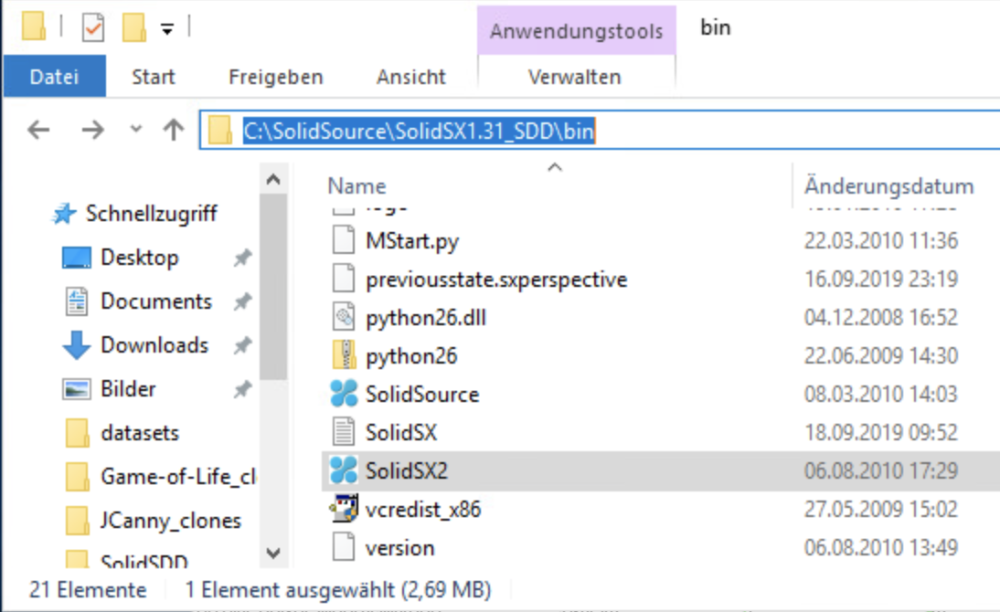 Anwendungstools bin
Datei Start Freigeben Ansicht Verwalten
C:\SolidSource\SolidSX1.31_SDD\bin
Name Änderungsdatum
Schnellzugriff
Desktop
Documents
Downloads
Bilder
datasets
Game-of-Life_cl
JCanny_clones
SolidSDD
MStart.py 22.03.2010 11:36
previousstate.sxperspective 16.09.2019 23:19
python26.dll 04.12.2008 16:52
python26 22.06.2009 14:30
SolidSource 08.03.2010 14:03
SolidSX 18.09.2019 09:52
SolidSX2 06.08.2010 17:29
vcredist_x86 27.05.2009 15:02
version 06.08.2010 13:49
21 Elemente 1 Element ausgewählt (2,69 MB)